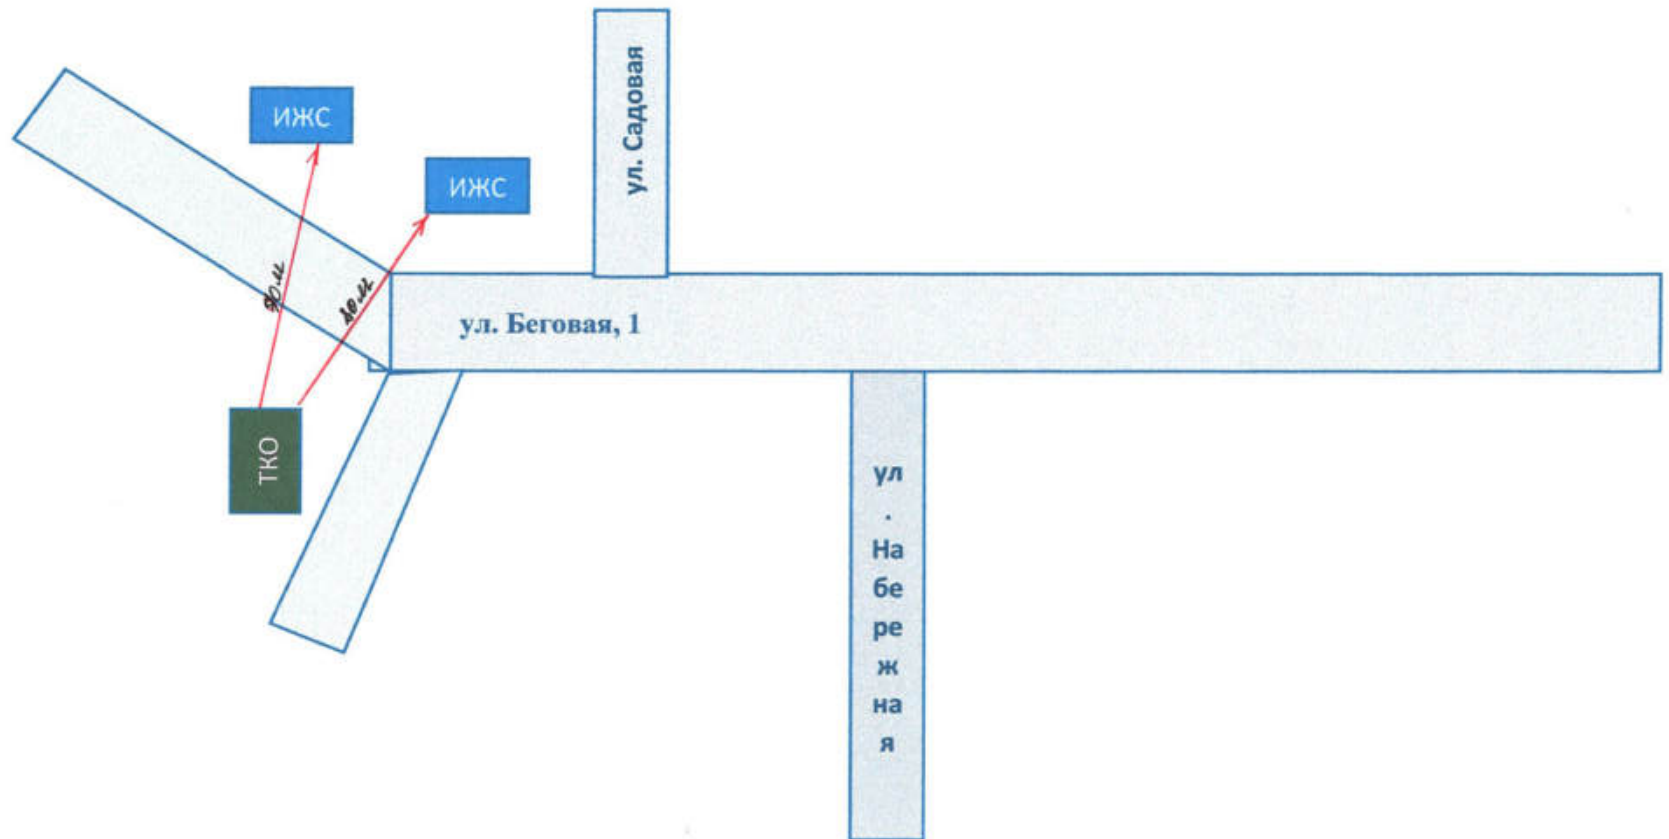 ул. Садовая
ИЖС
ИЖС
ул. Беговая, 1
ТКО
ул
.
На
бе
ре
ж
на
я